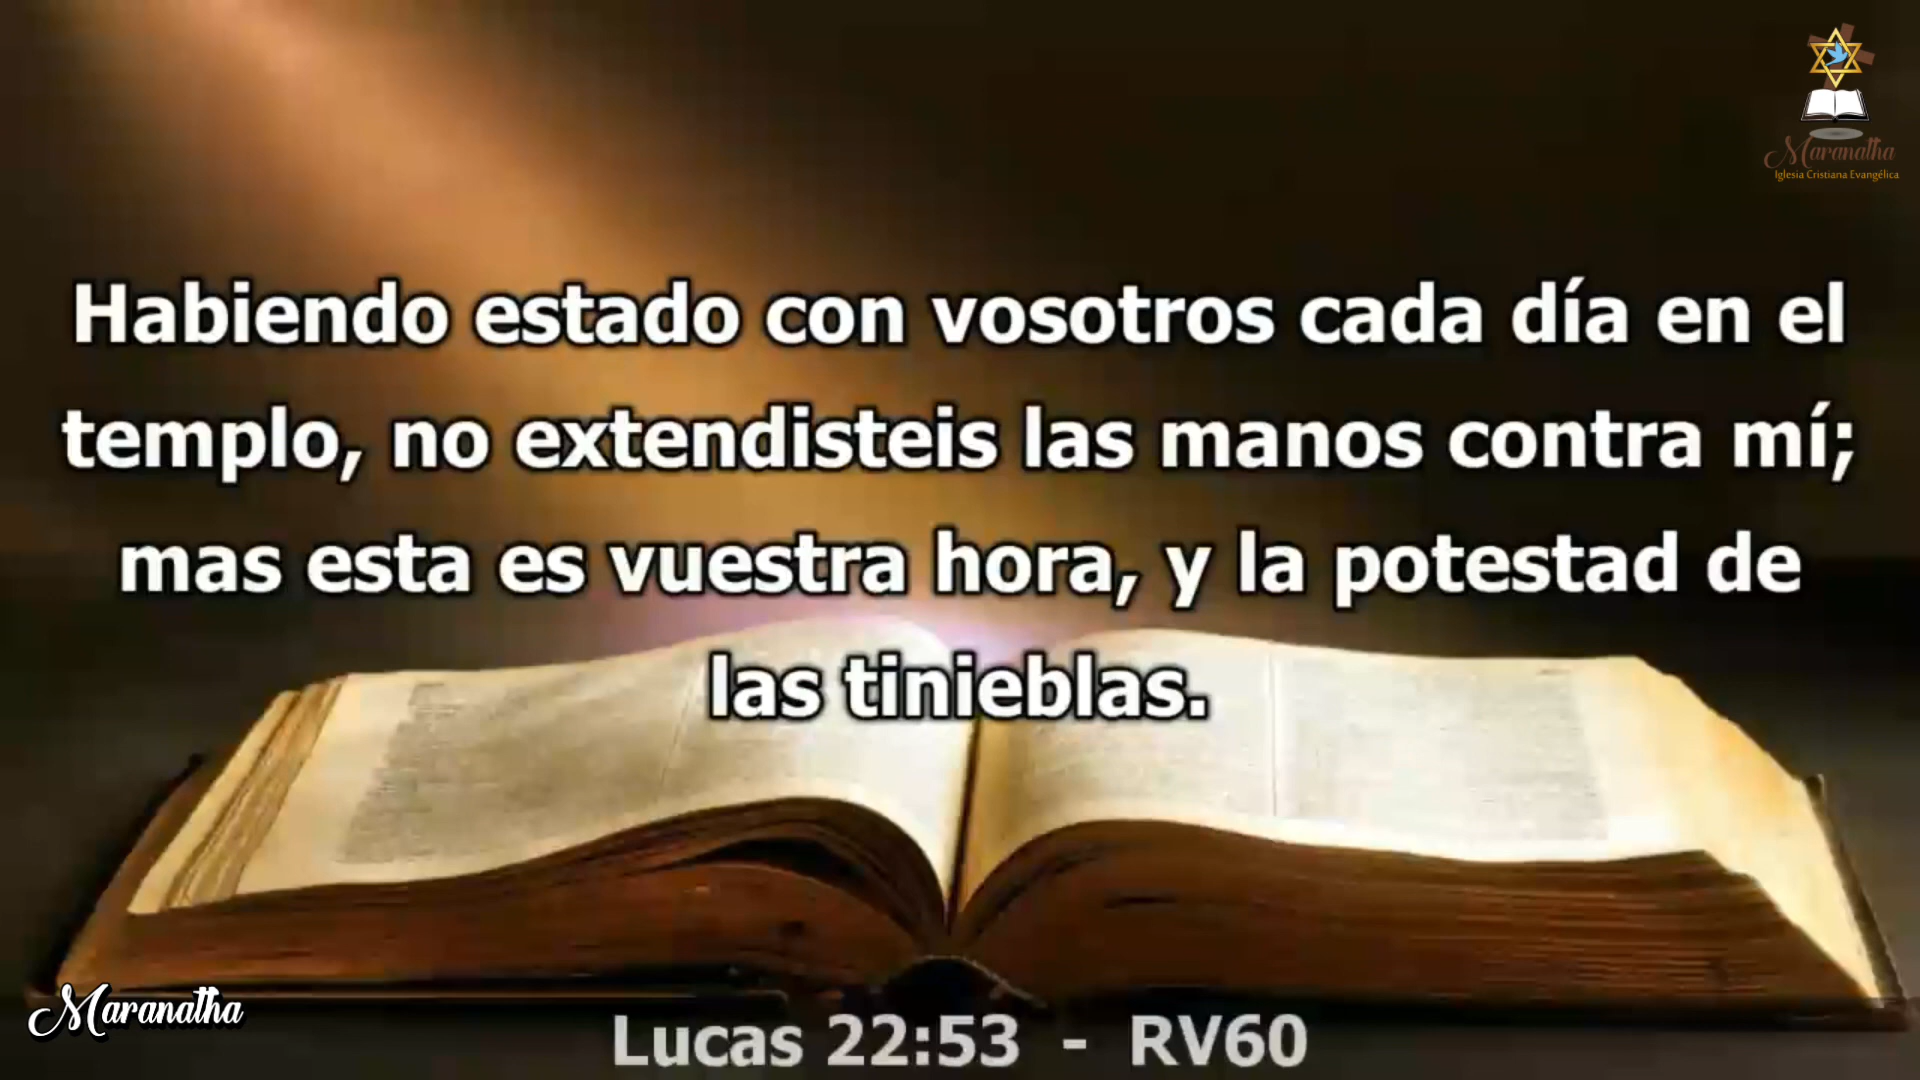 Maranatha
Iglesia Cristiana Evangélica
Habiendo estado con vosotros cada día en el
templo, no extendisteis las manos contra mí;
mas esta es vuestra hora, y la potestad de
las tinieblas.
Maranatha
Lucas 22:53 - RV60